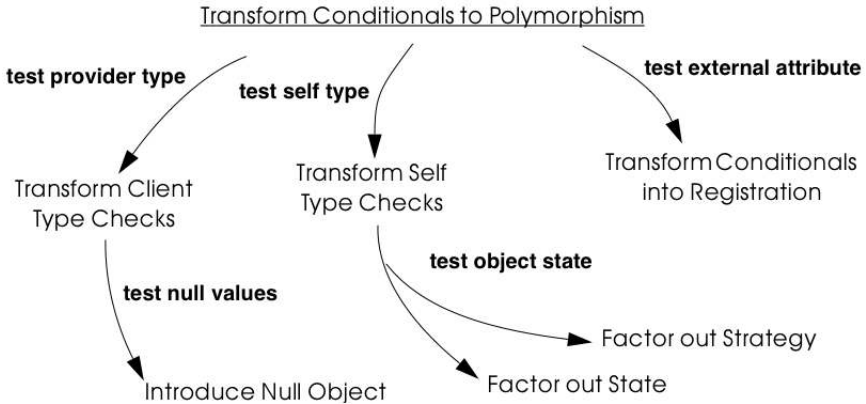 Transform Conditionals to Polymorphism
test provider type
test self type
test external attribute
Transform Client
Type Checks
Transform Self
Type Checks
Transform Conditionals
into Registration
test null values
test object state
Factor out Strategy
Factor out State
Introduce Null Object